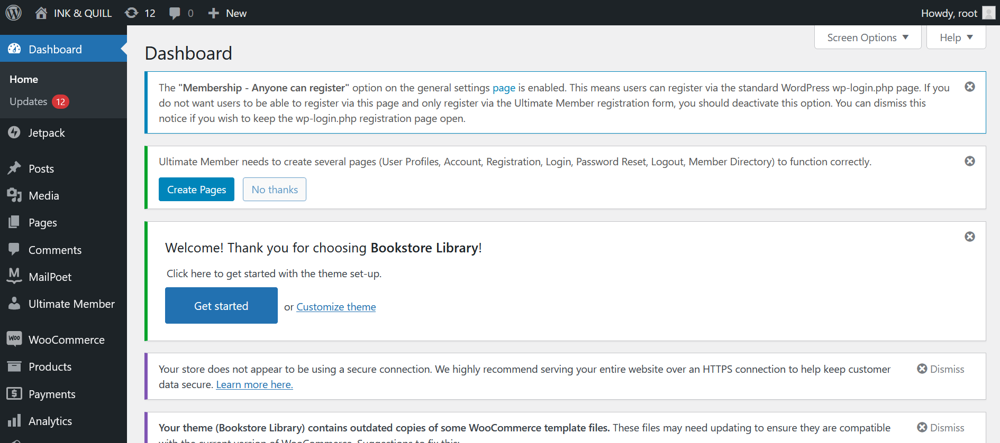 INK & QUILL 12 0 New Howdy, root
Screen Options Help
Dashboard
Home
Updates 12
Jetpack
Posts
Media
Pages
Comments
MailPoet
Ultimate Member
WooCommerce
Products
Payments
Analytics
Dashboard
The "Membership - Anyone can register" option on the general settings page is enabled. This means users can register via the standard WordPress wp-login.php page. If you
do not want users to be able to register via this page and only register via the Ultimate Member registration form, you should deactivate this option. You can dismiss this
notice if you wish to keep the wp-login.php registration page open.
Ultimate Member needs to create several pages (User Profiles, Account, Registration, Login, Password Reset, Logout, Member Directory) to function correctly.
Create Pages No thanks
Welcome! Thank you for choosing Bookstore Library!
Click here to get started with the theme set-up.
Get started or Customize theme
Your store does not appear to be using a secure connection. We highly recommend serving your entire website over an HTTPS connection to help keep customer
data secure. Learn more here.
Dismiss
Your theme (Bookstore Library) contains outdated copies of some WooCommerce template files. These files may need updating to ensure they are compatible
with the current version of WooCommerce. Suggestions to fix this:
Dismiss